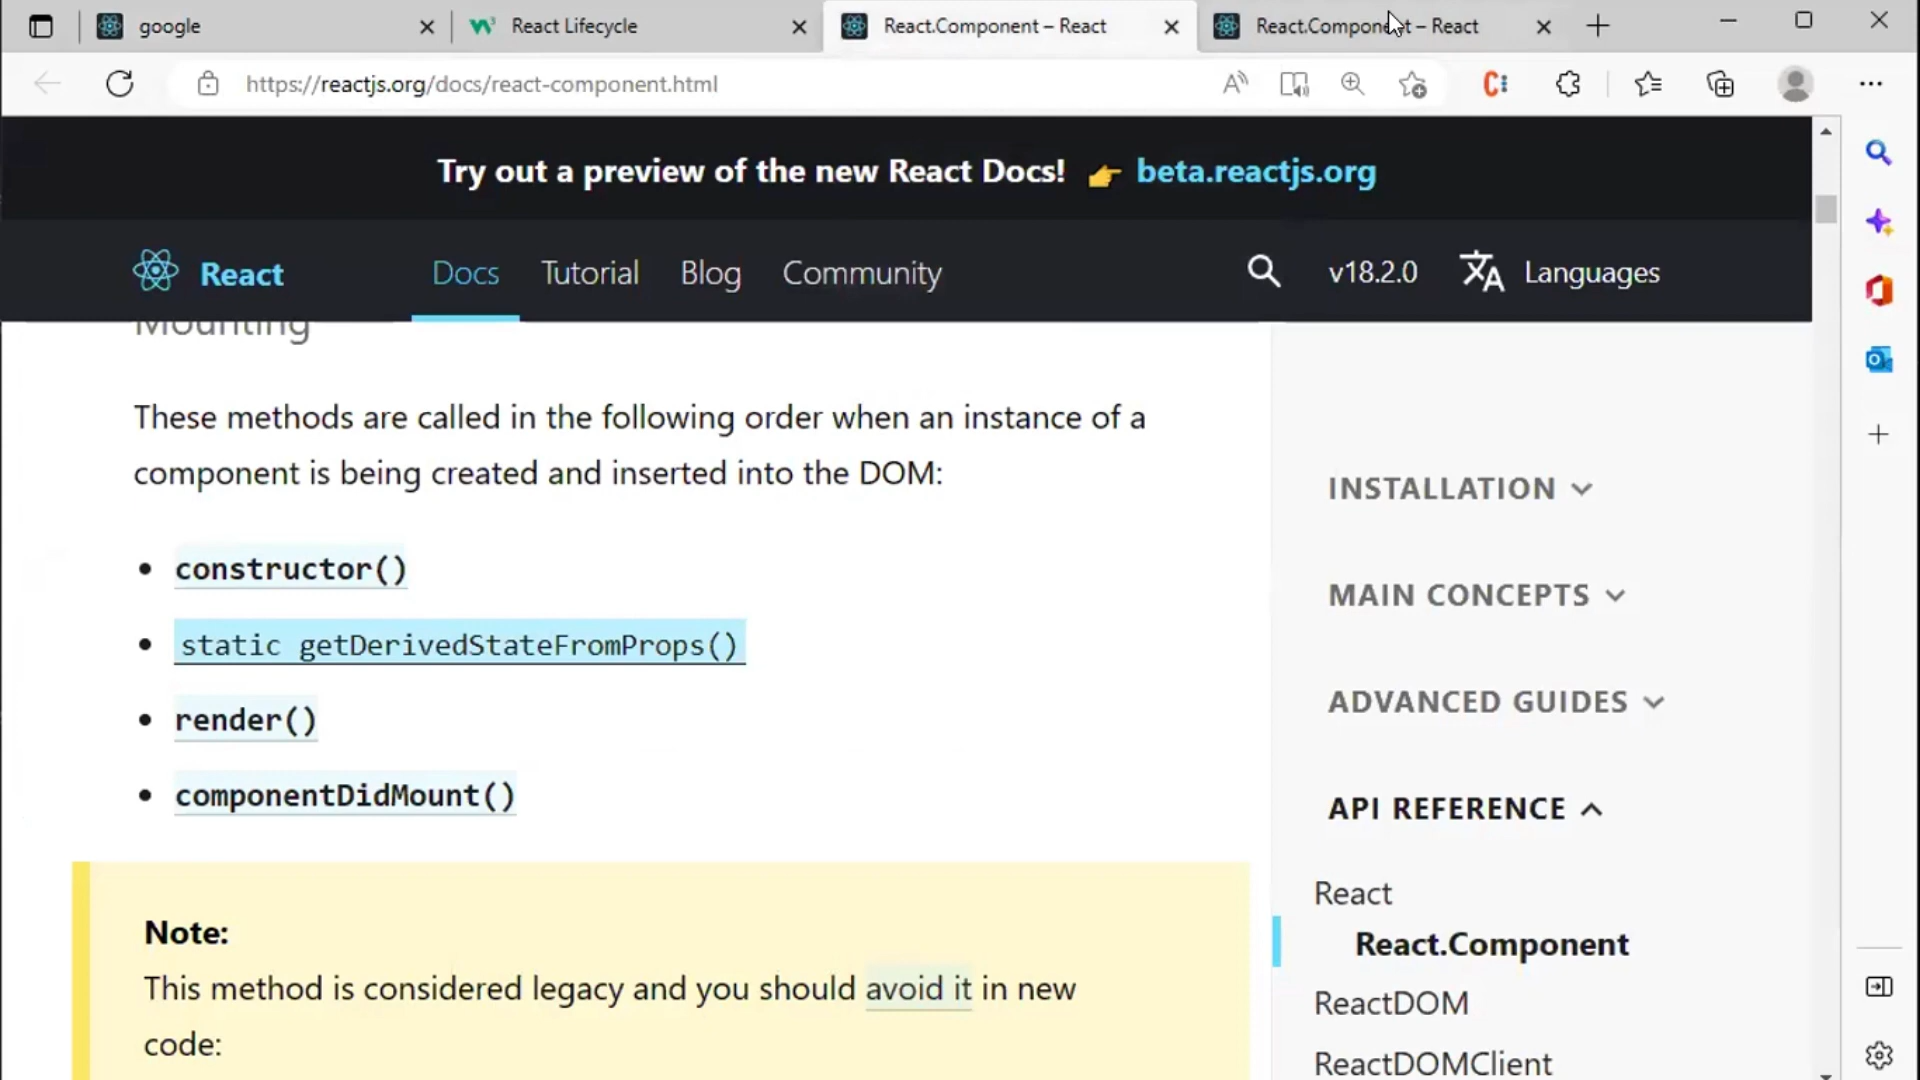 google
React Lifecycle
React.Component – React
React.Component – React
https://reactjs.org/docs/react-component.html
Try out a preview of the new React Docs! 👉 beta.reactjs.org
React
Docs
Tutorial
Blog
Community
v18.2.0
Languages
Mounting
These methods are called in the following order when an instance of a
component is being created and inserted into the DOM:
• constructor()
• static getDerivedStateFromProps()
• render()
• componentDidMount()
Note:
This method is considered legacy and you should avoid it in new
code:
INSTALLATION
MAIN CONCEPTS
ADVANCED GUIDES
API REFERENCE
React
React.Component
ReactDOM
ReactDOMClient